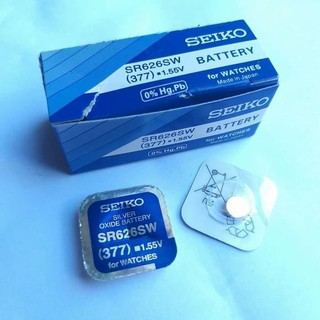 SEIKO
SR626SW
(377) ■1.55V
BATTERY
for WATCHES
Made in Japan
0% Hg.Pb
SEIKO
SR626SW
(377) ■1.55V
BATTERY
for WATCHES
SEIKO
SILVER
OXIDE BATTERY
SR626SW
(377) ■1.55V
for WATCHES